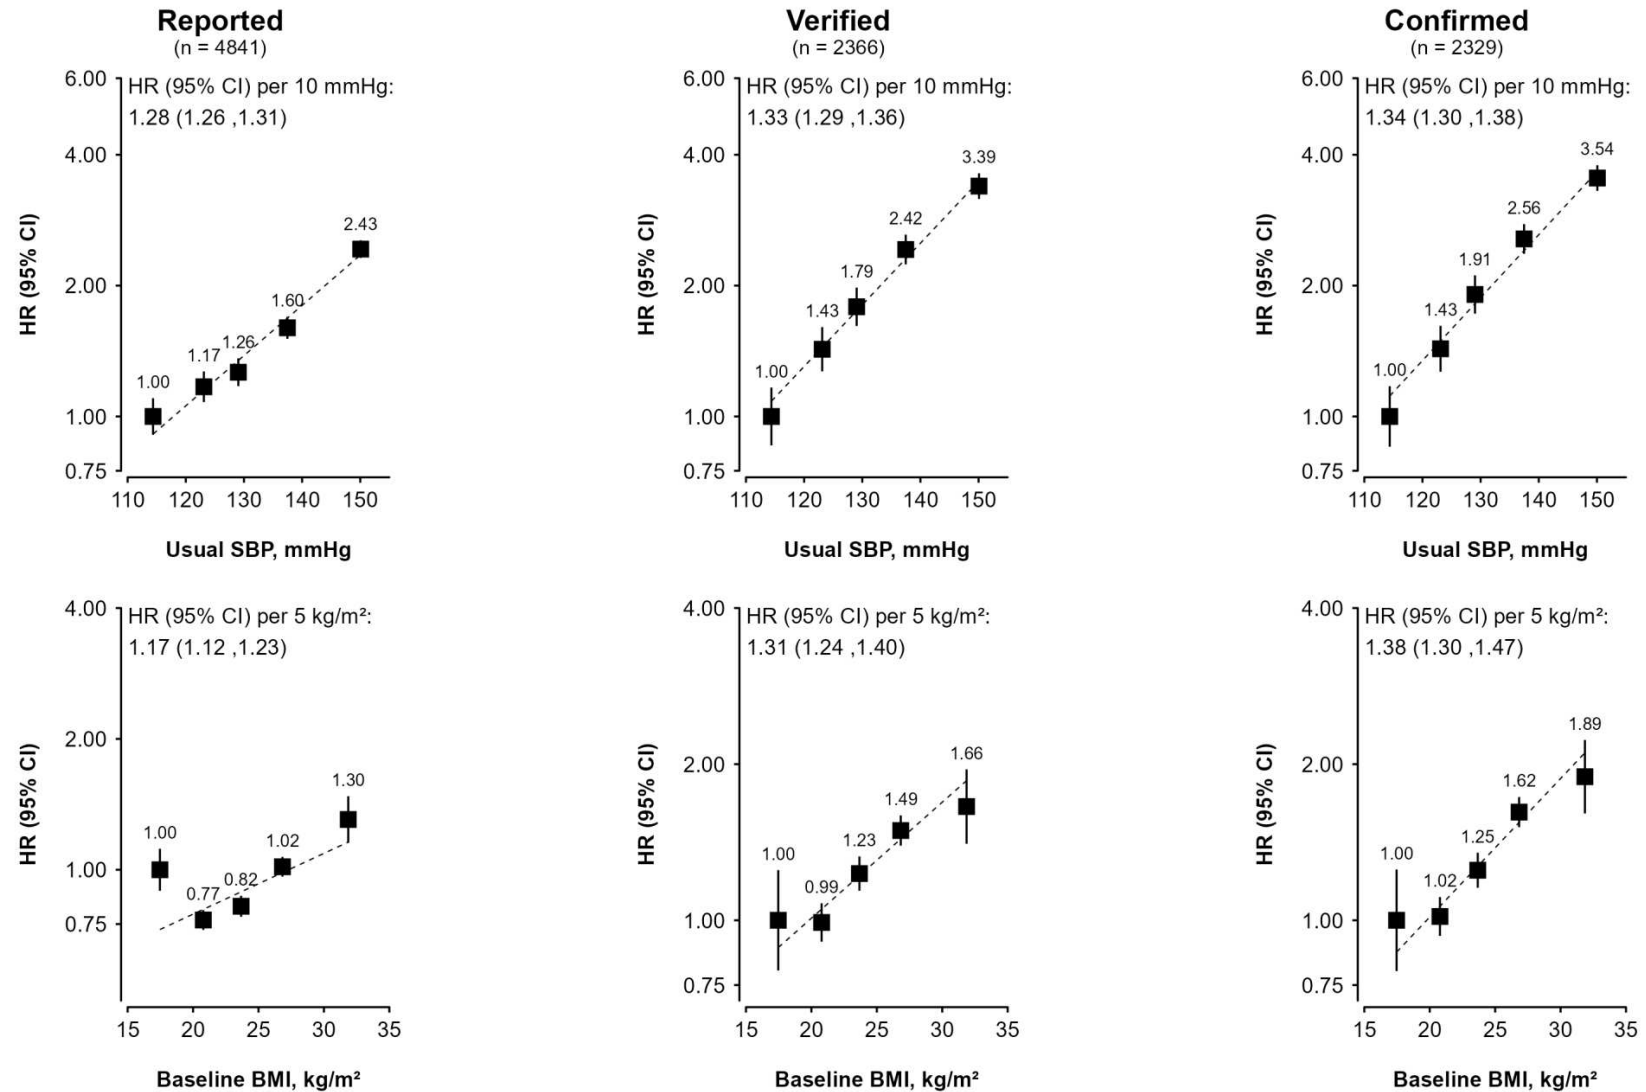 Reported
(n = 4841)
HR (95% CI) per 10 mmHg:
1.28 (1.26 ,1.31)
6.00
4.00
2.00
1.00
0.75
HR (95% CI)
1.00
1.17
1.26
1.60
2.43
110 120 130 140 150
Usual SBP, mmHg
Verified
(n = 2366)
HR (95% CI) per 10 mmHg:
1.33 (1.29 ,1.36)
6.00
4.00
2.00
1.00
0.75
HR (95% CI)
1.00
1.43
1.79
2.42
3.39
110 120 130 140 150
Usual SBP, mmHg
Confirmed
(n = 2329)
HR (95% CI) per 10 mmHg:
1.34 (1.30 ,1.38)
6.00
4.00
2.00
1.00
0.75
HR (95% CI)
1.00
1.43
1.91
2.56
3.54
110 120 130 140 150
Usual SBP, mmHg
HR (95% CI) per 5 kg/m²:
1.17 (1.12 ,1.23)
4.00
2.00
1.00
0.75
HR (95% CI)
1.00
0.77
0.82
1.02
1.30
15 20 25 30 35
Baseline BMI, kg/m²
HR (95% CI) per 5 kg/m²:
1.31 (1.24 ,1.40)
4.00
2.00
1.00
0.75
HR (95% CI)
1.00
0.99
1.23
1.49
1.66
15 20 25 30 35
Baseline BMI, kg/m²
HR (95% CI) per 5 kg/m²:
1.38 (1.30 ,1.47)
4.00
2.00
1.00
0.75
HR (95% CI)
1.00
1.02
1.25
1.62
1.89
15 20 25 30 35
Baseline BMI, kg/m²